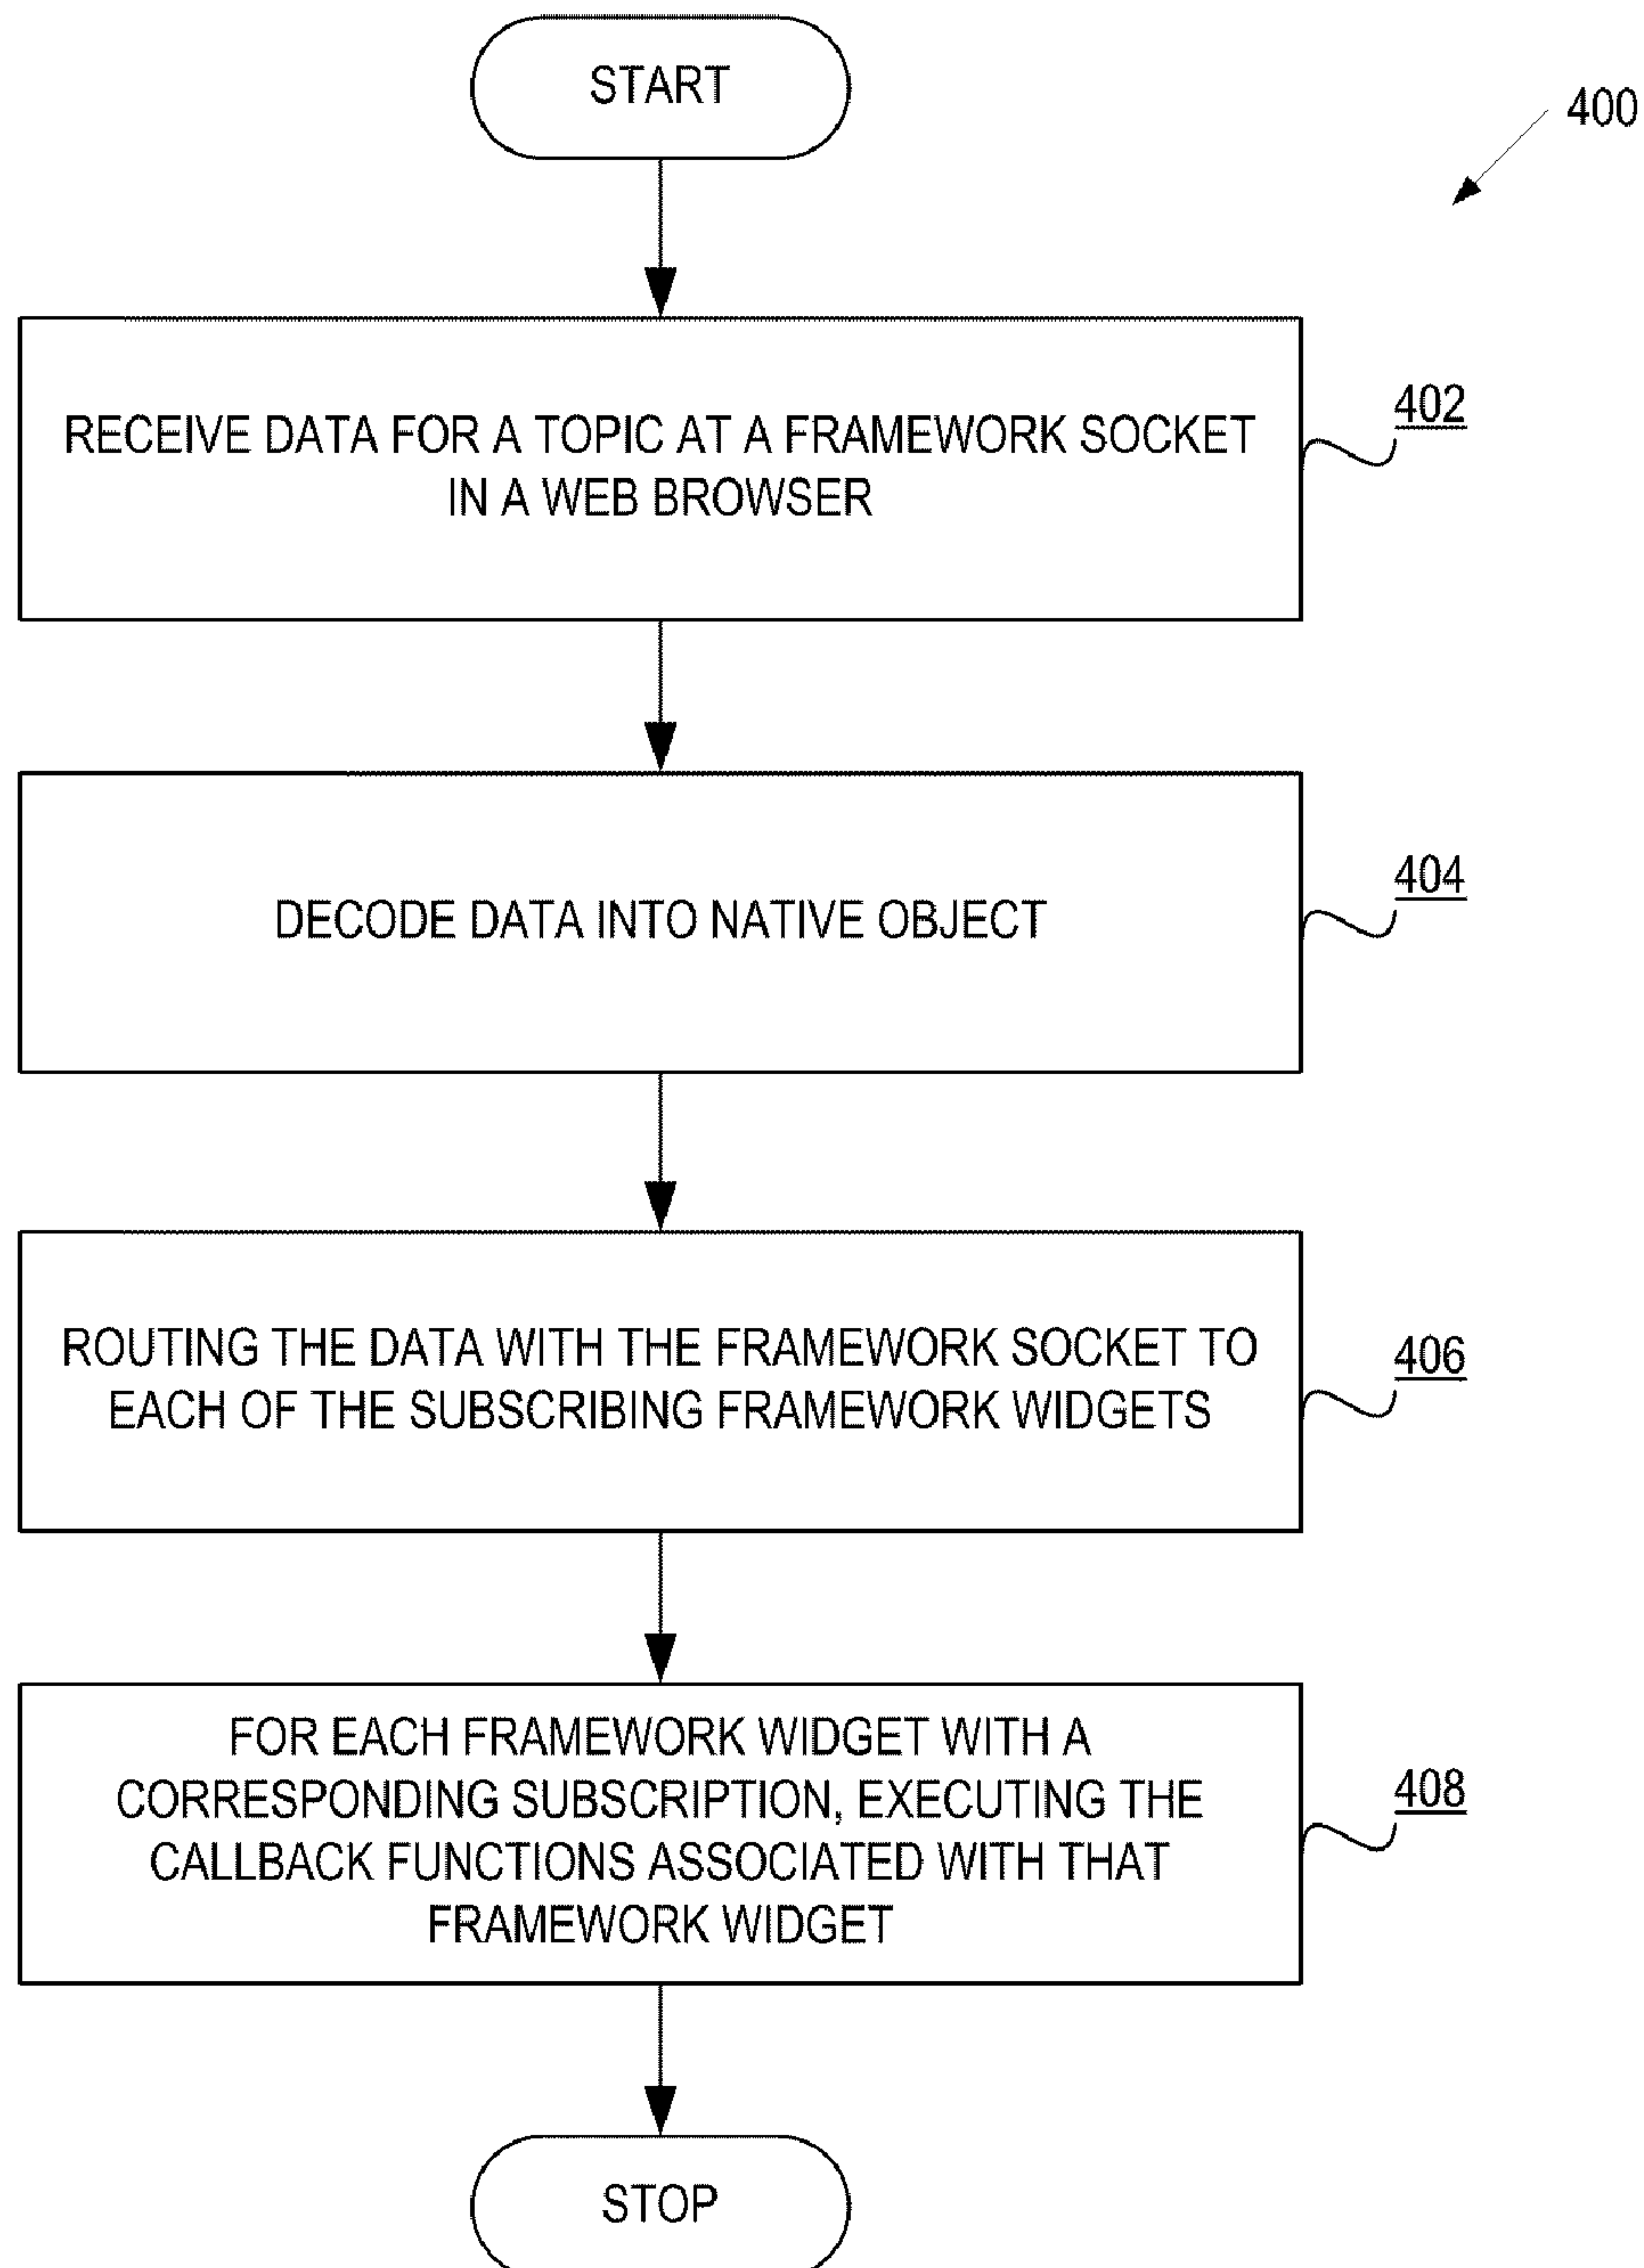 START
400
RECEIVE DATA FOR A TOPIC AT A FRAMEWORK SOCKET
IN A WEB BROWSER
402
DECODE DATA INTO NATIVE OBJECT
404
ROUTING THE DATA WITH THE FRAMEWORK SOCKET TO
EACH OF THE SUBSCRIBING FRAMEWORK WIDGETS
406
FOR EACH FRAMEWORK WIDGET WITH A
CORRESPONDING SUBSCRIPTION, EXECUTING THE
CALLBACK FUNCTIONS ASSOCIATED WITH THAT
FRAMEWORK WIDGET
408
STOP